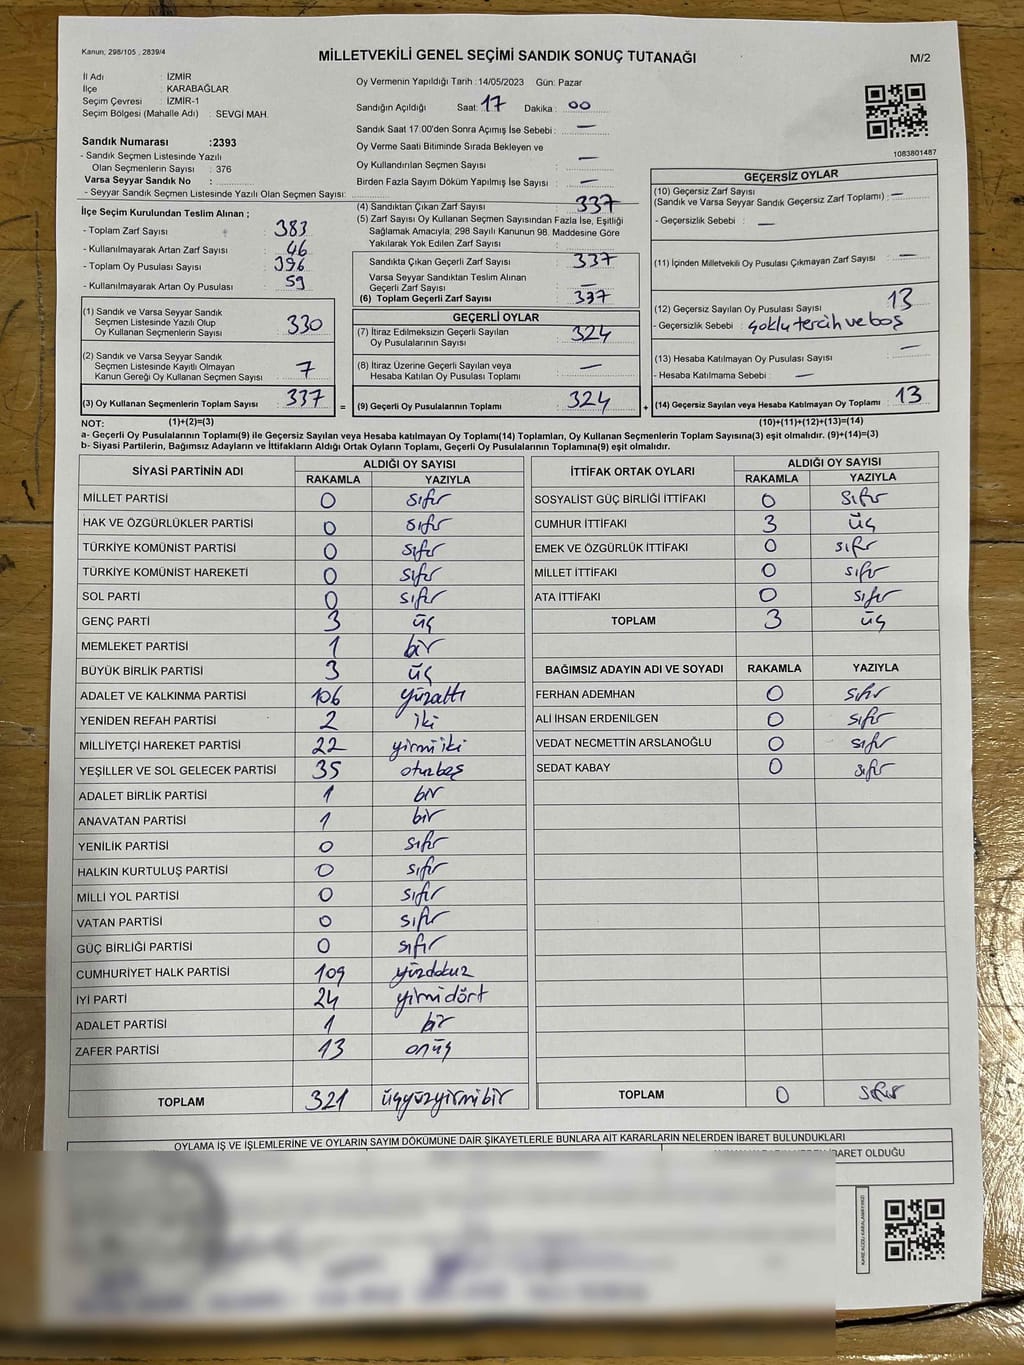 Kanun, 298/105 , 2839/4
MİLLETVEKİLİ GENEL SEÇİMİ SANDIK SONUÇ TUTANAĞI
M/2
İl Adı : İZMİR
İlçe : KARABAĞLAR
Seçim Çevresi : İZMİR-1
Seçim Bölgesi (Mahalle Adı) : SEVGİ MAH.
Oy Vermenin Yapıldığı Tarih : 14/05/2023 Gün: Pazar
Sandığın Açıldığı Saat: 17 Dakika : 00
Sandık Saat 17:00'den Sonra Açımış İse Sebebi : —
Oy Verme Saati Bitiminde Sırada Bekleyen ve
Oy Kullandırılan Seçmen Sayısı : —
Birden Fazla Sayım Döküm Yapılmış İse Sayısı : —
1083801487
Sandık Numarası :2393
- Sandık Seçmen Listesinde Yazılı
Olan Seçmenlerin Sayısı : 376
Varsa Seyyar Sandık No :
- Seyyar Sandık Seçmen Listesinde Yazılı Olan Seçmen Sayısı:
İlçe Seçim Kurulundan Teslim Alınan ;
- Toplam Zarf Sayısı : 383
- Kullanılmayarak Artan Zarf Sayısı : 46
- Toplam Oy Pusulası Sayısı : 396
- Kullanılmayarak Artan Oy Pusulası : 59
(1) Sandık ve Varsa Seyyar Sandık
Seçmen Listesinde Yazılı Olup
Oy Kullanan Seçmenlerin Sayısı : 330
(2) Sandık ve Varsa Seyyar Sandık
Seçmen Listesinde Kayıtlı Olmayan
Kanun Gereği Oy Kullanan Seçmen Sayısı : 7
(3) Oy Kullanan Seçmenlerin Toplam Sayısı : 337
(4) Sandıktan Çıkan Zarf Sayısı : 337
(5) Zarf Sayısı Oy Kullanan Seçmen Sayısından Fazla İse, Eşitliği
Sağlamak Amacıyla, 298 Sayılı Kanunun 98. Maddesine Göre
Yakılarak Yok Edilen Zarf Sayısı :
Sandıkta Çıkan Geçerli Zarf Sayısı : 337
Varsa Seyyar Sandıktan Teslim Alınan
Geçerli Zarf Sayısı : —
(6) Toplam Geçerli Zarf Sayısı : 337
GEÇERLİ OYLAR
(7) İtiraz Edilmeksizin Geçerli Sayılan
Oy Pusulalarının Sayısı : 324
(8) İtiraz Üzerine Geçerli Sayılan veya
Hesaba Katılan Oy Pusulası Toplamı : —
= (9) Geçerli Oy Pusulalarının Toplamı : 324
GEÇERSİZ OYLAR
(10) Geçersiz Zarf Sayısı
(Sandık ve Varsa Seyyar Sandık Geçersiz Zarf Toplamı) : —
- Geçersizlik Sebebi : —
(11) İçinden Milletvekili Oy Pusulası Çıkmayan Zarf Sayısı : —
(12) Geçersiz Sayılan Oy Pusulası Sayısı : 13
- Geçersizlik Sebebi : çoklu tercih ve boş
(13) Hesaba Katılmayan Oy Pusulası Sayısı : —
- Hesaba Katılmama Sebebi : —
+ (14) Geçersiz Sayılan veya Hesaba Katılmayan Oy Toplamı : 13
NOT: (1)+(2)=(3) (10)+(11)+(12)+(13)=(14)
a- Geçerli Oy Pusulalarının Toplamı(9) ile Geçersiz Sayılan veya Hesaba katılmayan Oy Toplamı(14) Toplamları, Oy Kullanan Seçmenlerin Toplam Sayısına(3) eşit olmalıdır. (9)+(14)=(3)
b- Siyasi Partilerin, Bağımsız Adayların ve İttifakların Aldığı Ortak Oyların Toplamı, Geçerli Oy Pusulalarının Toplamına(9) eşit olmalıdır.
SİYASİ PARTİNİN ADI ALDIĞI OY SAYISI
RAKAMLA YAZIYLA
MİLLET PARTİSİ 0 sıfır
HAK VE ÖZGÜRLÜKLER PARTİSİ 0 sıfır
TÜRKİYE KOMÜNİST PARTİSİ 0 sıfır
TÜRKİYE KOMÜNİST HAREKETİ 0 sıfır
SOL PARTİ 0 sıfır
GENÇ PARTİ 3 üç
MEMLEKET PARTİSİ 1 bir
BÜYÜK BİRLİK PARTİSİ 3 üç
ADALET VE KALKINMA PARTİSİ 106 yüzaltı
YENİDEN REFAH PARTİSİ 2 iki
MİLLİYETÇİ HAREKET PARTİSİ 22 yirmi iki
YEŞİLLER VE SOL GELECEK PARTİSİ 35 otuzbeş
ADALET BİRLİK PARTİSİ 1 bir
ANAVATAN PARTİSİ 1 bir
YENİLİK PARTİSİ 0 sıfır
HALKIN KURTULUŞ PARTİSİ 0 sıfır
MİLLİ YOL PARTİSİ 0 sıfır
VATAN PARTİSİ 0 sıfır
GÜÇ BİRLİĞİ PARTİSİ 0 sıfır
CUMHURİYET HALK PARTİSİ 109 yüzdokuz
İYİ PARTİ 24 yirmidört
ADALET PARTİSİ 1 bir
ZAFER PARTİSİ 13 onüç
TOPLAM 321 üçyüzyirmibir
İTTİFAK ORTAK OYLARI ALDIĞI OY SAYISI
RAKAMLA YAZIYLA
SOSYALİST GÜÇ BİRLİĞİ İTTİFAKI 0 sıfır
CUMHUR İTTİFAKI 3 üç
EMEK VE ÖZGÜRLÜK İTTİFAKI 0 sıfır
MİLLET İTTİFAKI 0 sıfır
ATA İTTİFAKI 0 sıfır
TOPLAM 3 üç
BAĞIMSIZ ADAYIN ADI VE SOYADI RAKAMLA YAZIYLA
FERHAN ADEMHAN 0 sıfır
ALİ İHSAN ERDENİLGEN 0 sıfır
VEDAT NECMETTİN ARSLANOĞLU 0 sıfır
SEDAT KABAY 0 sıfır
TOPLAM 0 sıfır
OYLAMA İŞ VE İŞLEMLERİNE VE OYLARIN SAYIM DÖKÜMÜNE DAİR ŞİKAYETLERLE BUNLARA AİT KARARLARIN NELERDEN İBARET BULUNDUKLARI
OLDUĞU